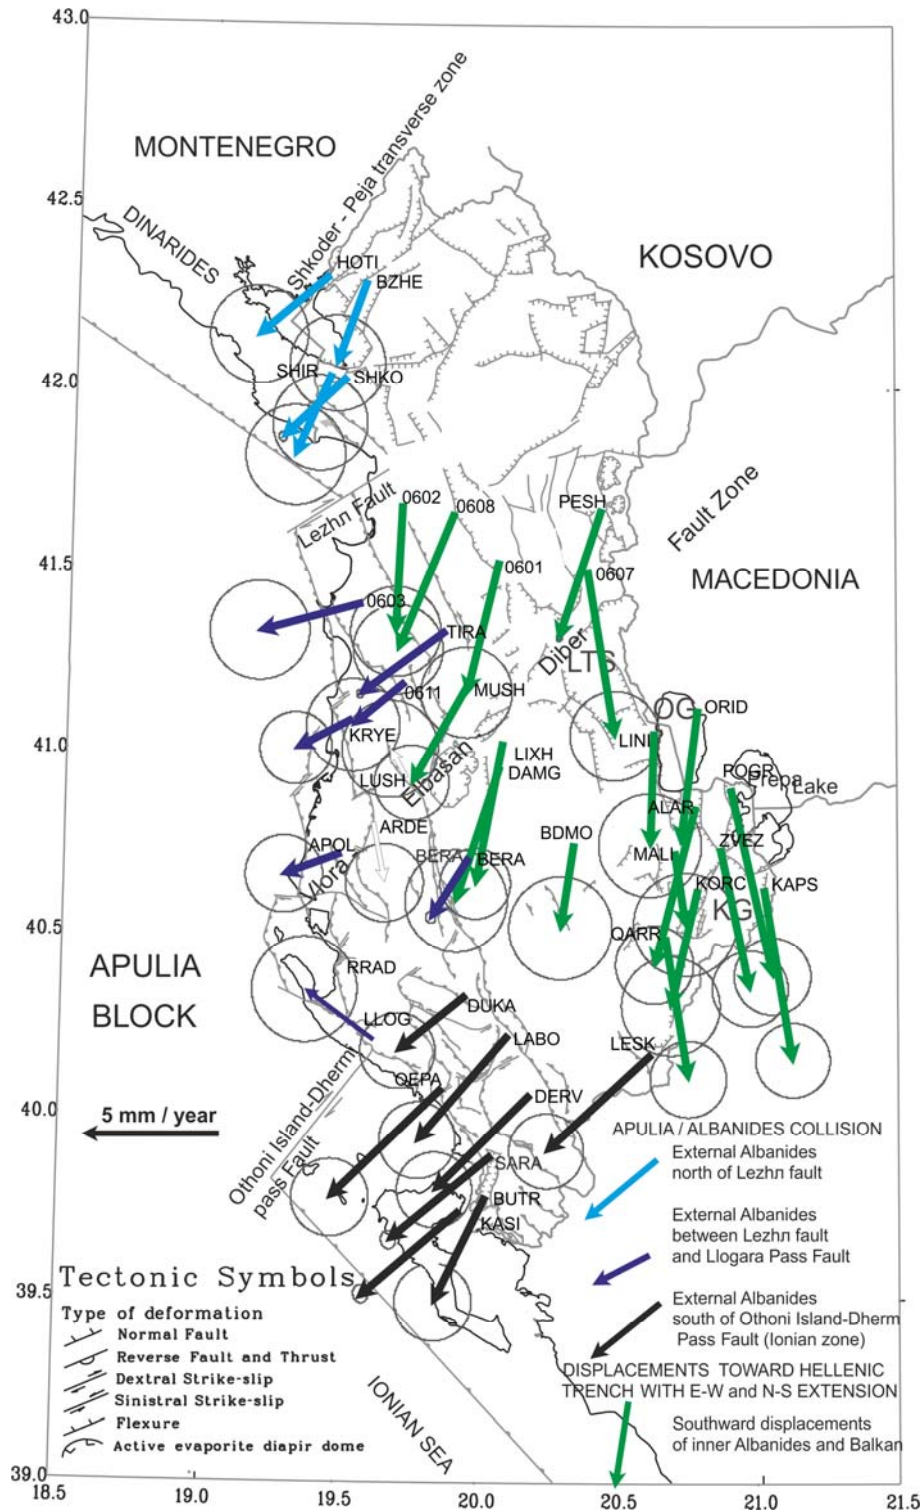 43.0
MONTENEGRO
Shkoder - Peja transverse zone
42.5
DINARIDES
KOSOVO
HOTI
BZHE
42.0
SHIR
SHKO
Lezhπ Fault
0602
0608
PESH
Fault Zone
41.5
0601
0607
MACEDONIA
0603
TIRA
Diber
LTS
0611
MUSH
OG
ORID
41.0
KRYE
LINI
LIXH
DAMG
POGR
Prepa
Lake
LUSH
Elbasan
ALAR
ARDE
BDMO
ZVEZ
APOL
BERA
BERA
MALI
KORC
KAPS
Vlora
KG
40.5
QARR
APULIA
BLOCK
RRAD
DUKA
LLOG
LABO
LESK
QEPA
DERV
40.0
5 mm / year
Othoni Island-Dhermi
pass Fault
SARA
BUTR
KASI
APULIA / ALBANIDES COLLISION
External Albanides
north of Lezhπ fault
External Albanides
between Lezhπ fault
and Llogara Pass Fault
External Albanides
south of Othoni Island-Dherm
Pass Fault (Ionian zone)
DISPLACEMENTS TOWARD HELLENIC
TRENCH WITH E-W and N-S EXTENSION
Southward displacements
of inner Albanides and Balkan
39.5
Tectonic Symbols
Type of deformation
Normal Fault
Reverse Fault and Thrust
Dextral Strike-slip
Sinistral Strike-slip
Flexure
Active evaporite diapir dome
IONIAN SEA
39.0
18.5 19.0 19.5 20.0 20.5 21.0 21.5